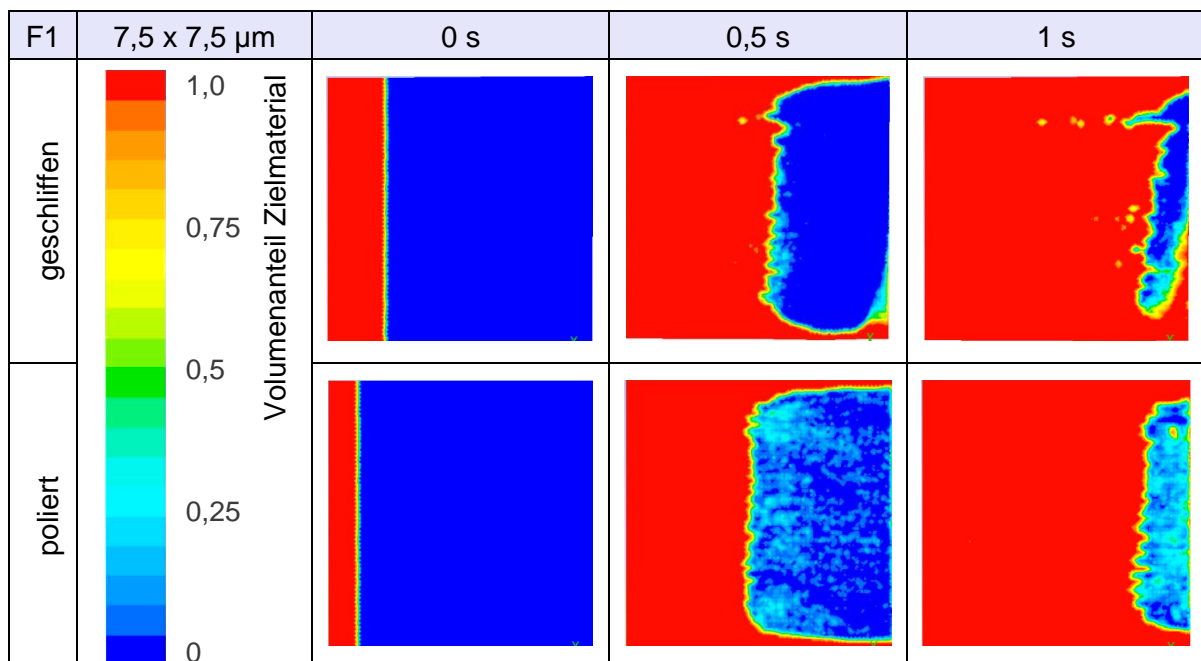 F1
7,5 x 7,5 µm
0 s
0,5 s
1 s
geschliffen
poliert
1,0
0,75
0,5
0,25
0
Volumenanteil Zielmaterial
Y
Y
Y
Y
Y
Y